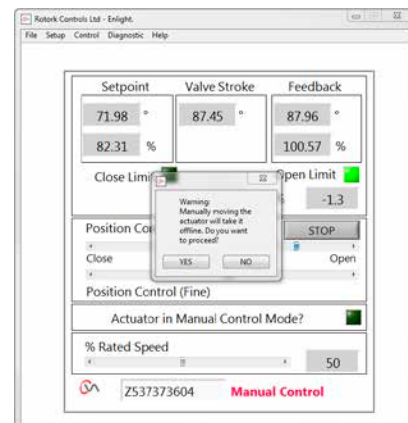 Rotork Controls Ltd - Enlight.
File Setup Control Diagnostic Help
Setpoint Valve Stroke Feedback
71.98 ° 87.45 ° 87.96 °
82.31 % 100.57 %
Close Limi Open Limit
-1.3
Warning:
Manually moving the
actuator will take it
offline. Do you want
to proceed?
YES NO
Position Co STOP
Close Open
Position Control (Fine)
Actuator in Manual Control Mode?
% Rated Speed
50
Z537373604 Manual Control